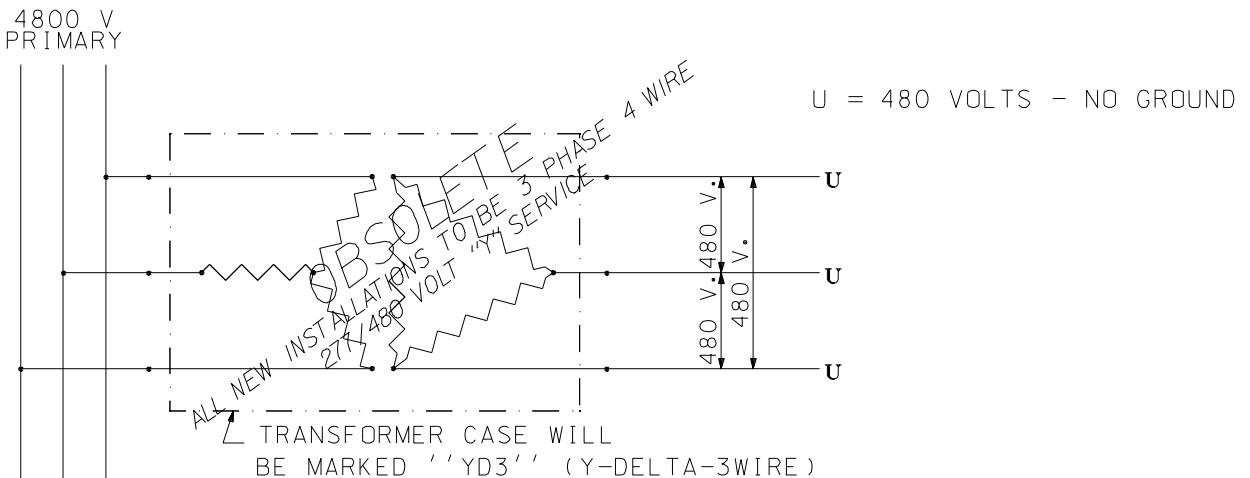 4800 V
PRIMARY
U = 480 VOLTS - NO GROUND
OBSOLETE
ALL NEW INSTALLATIONS TO BE 3 PHASE 4 WIRE
277/480 VOLT "Y" SERVICE
U
480 V.
480 V.
U
480 V.
U
TRANSFORMER CASE WILL
BE MARKED ''YD3'' (Y-DELTA-3WIRE)